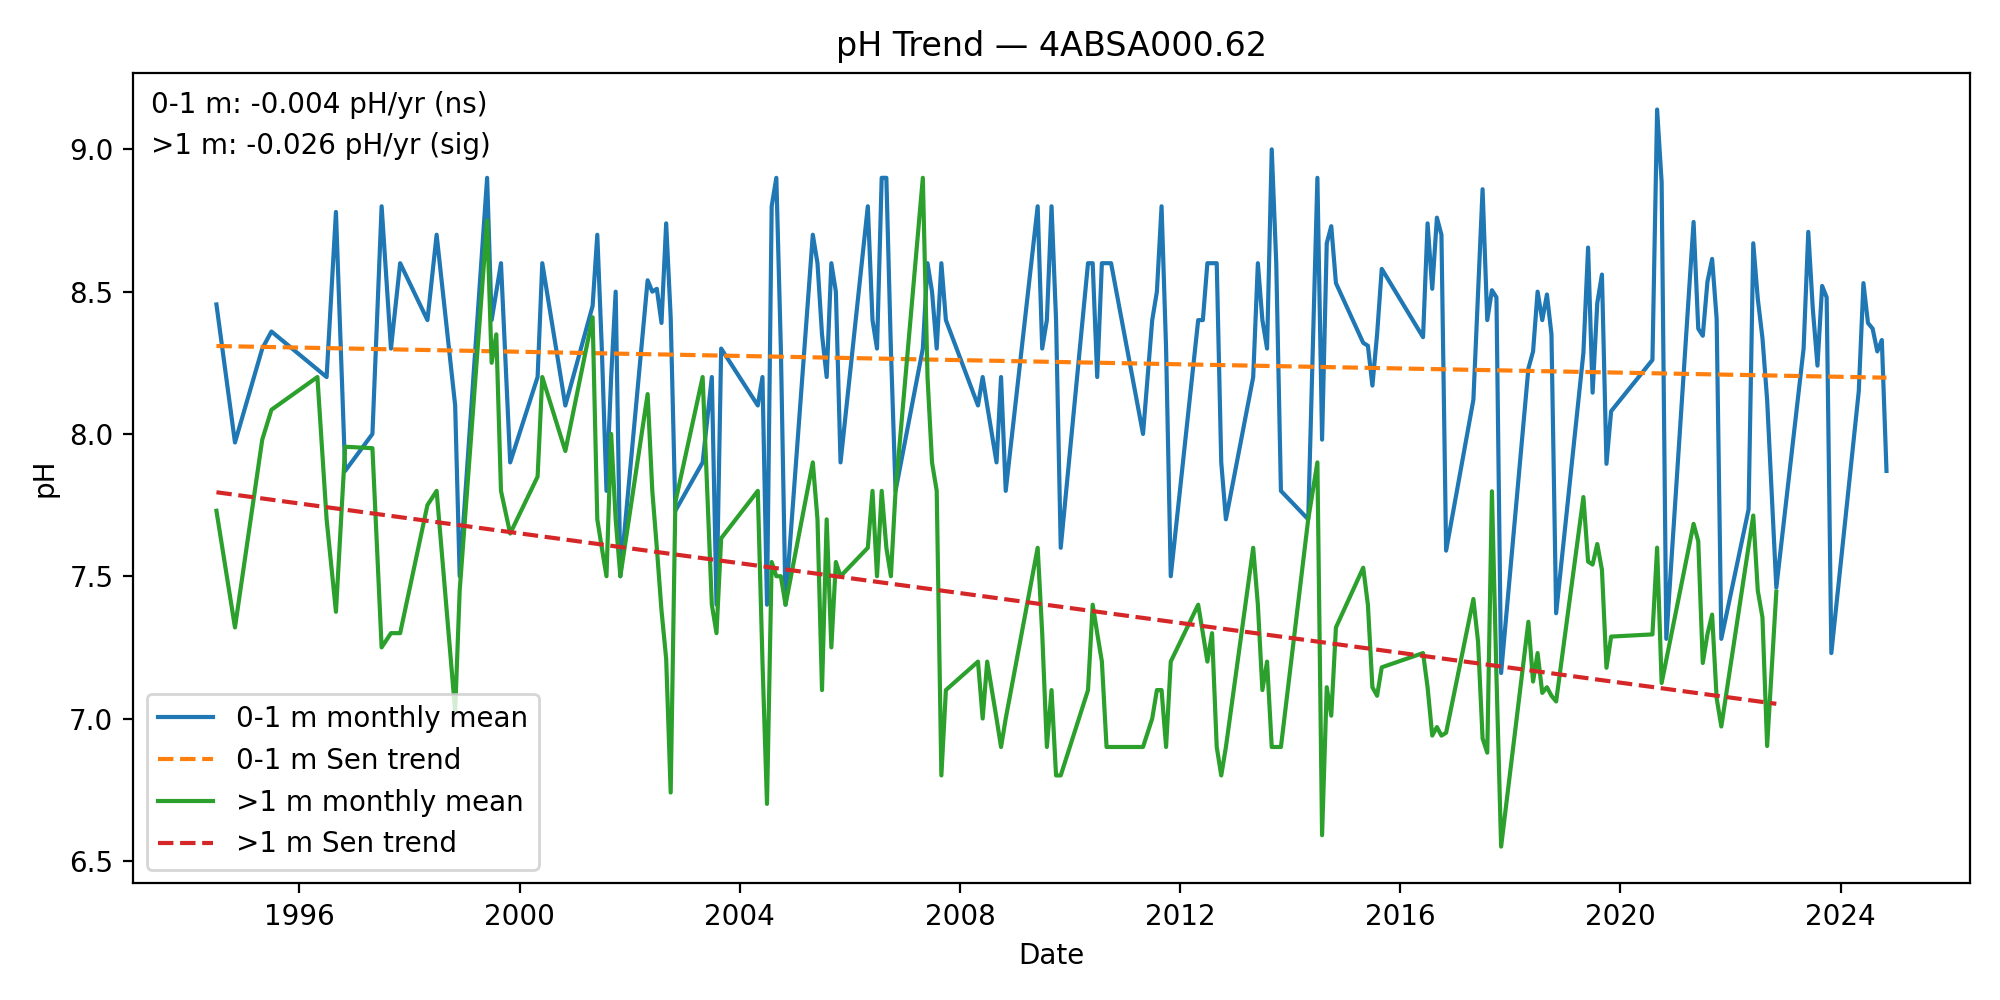 pH Trend — 4ABSA000.62
0-1 m: -0.004 pH/yr (ns)
>1 m: -0.026 pH/yr (sig)
9.0
8.5
8.0
7.5
7.0
6.5
pH
0-1 m monthly mean
0-1 m Sen trend
>1 m monthly mean
>1 m Sen trend
1996 2000 2004 2008 2012 2016 2020 2024
Date